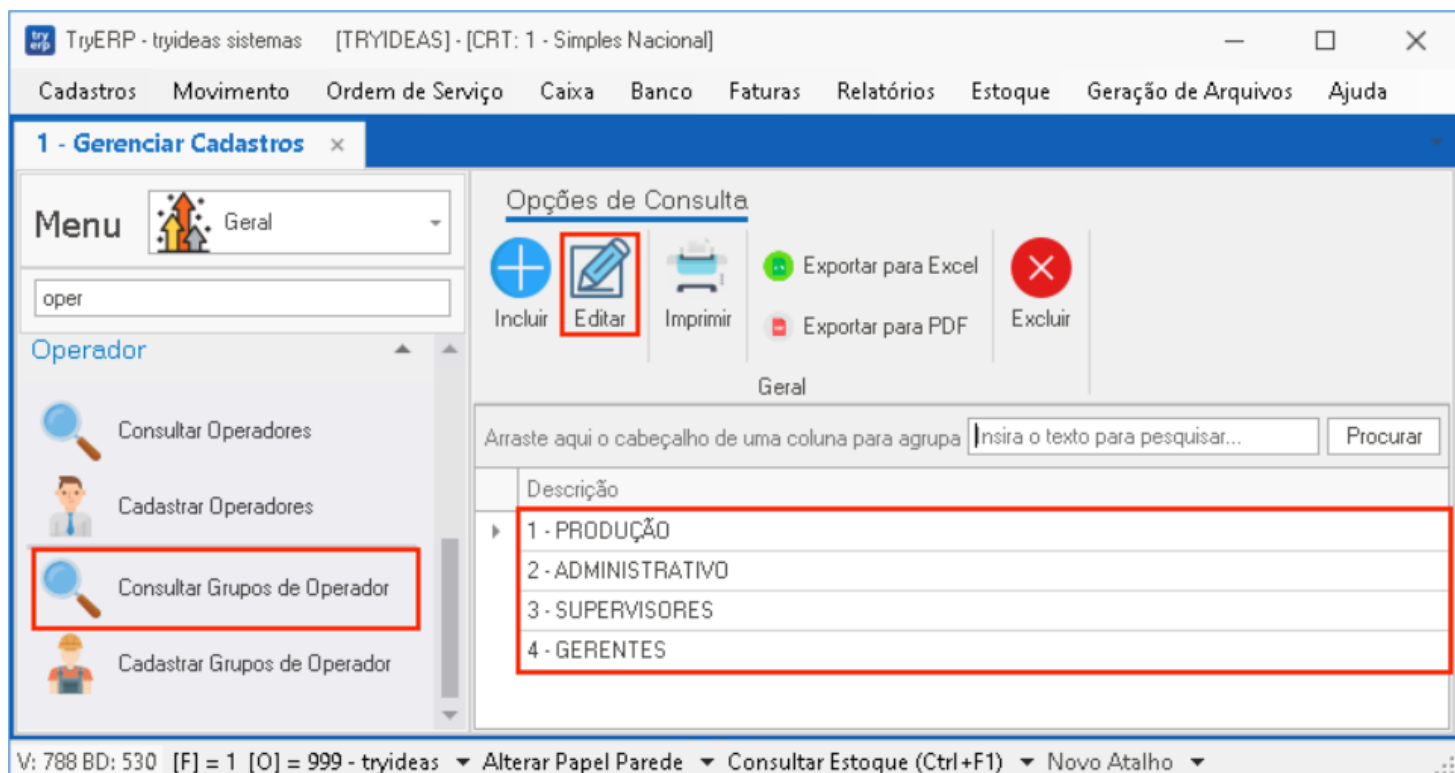 try erp TryERP - tryideas sistemas [TRYIDEAS] - [CRT: 1 - Simples Nacional]
Cadastros Movimento Ordem de Serviço Caixa Banco Faturas Relatórios Estoque Geração de Arquivos Ajuda
1 - Gerenciar Cadastros
Menu Geral
oper
Operador
Consultar Operadores
Cadastrar Operadores
Consultar Grupos de Operador
Cadastrar Grupos de Operador
Opções de Consulta
Incluir Editar Imprimir
Exportar para Excel
Exportar para PDF
Excluir
Geral
Arraste aqui o cabeçalho de uma coluna para agrupa Insira o texto para pesquisar... Procurar
Descrição
1 - PRODUÇÃO
2 - ADMINISTRATIVO
3 - SUPERVISORES
4 - GERENTES
V: 788 BD: 530 [F] = 1 [O] = 999 - tryideas Alterar Papel Parede Consultar Estoque (Ctrl+F1) Novo Atalho